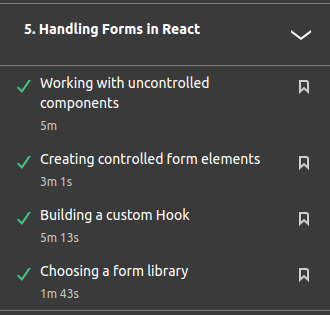 5. Handling Forms in React
Working with uncontrolled
components
5m
Creating controlled form elements
3m 1s
Building a custom Hook
5m 13s
Choosing a form library
1m 43s